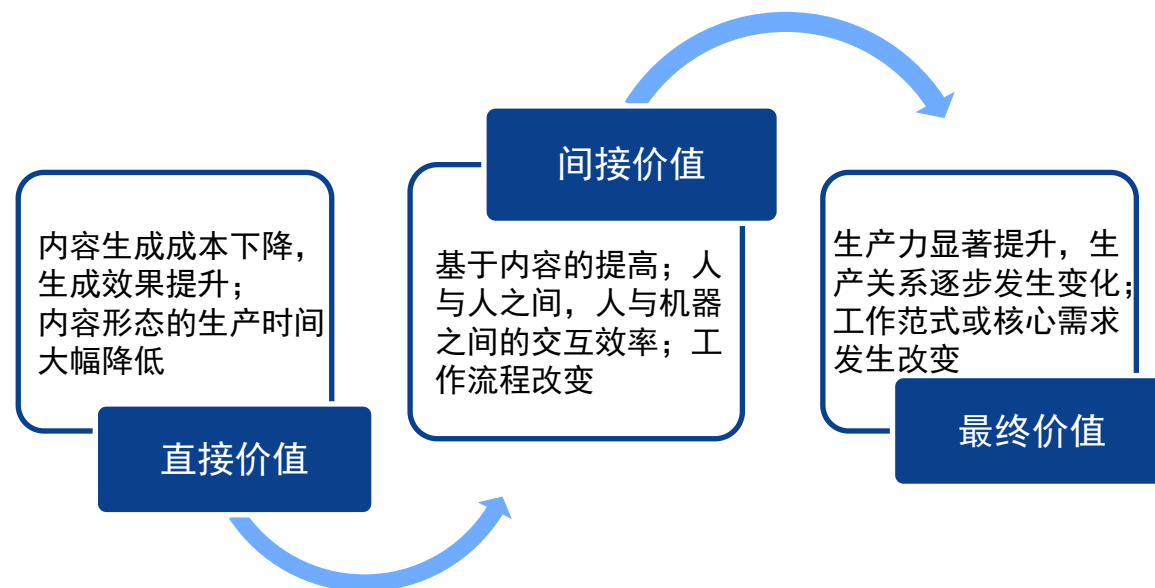 内容生成成本下降，
生成效果提升；
内容形态的生产时间
大幅降低
直接价值
间接价值
基于内容的提高；人
与人之间，人与机器
之间的交互效率；工
作流程改变
生产力显著提升，生
产关系逐步发生变化；
工作范式或核心需求
发生改变
最终价值